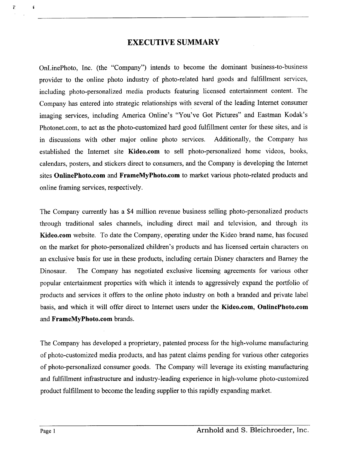 EXECUTIVE SUMMARY
OnLinePhoto, Inc. (the "Company") intends to become the dominant business-to-business
provider to the online photo industry of photo-related hard goods and fulfillment services,
including photo-personalized media products featuring licensed entertainment content. The
Company has entered into strategic relationships with several of the leading Internet consumer
imaging services, including America Online's "You've Got Pictures" and Eastman Kodak's
Photonet.com, to act as the photo-customized hard good fulfillment center for these sites, and is
in discussions with other major online photo services. Additionally, the Company has
established the Internet site Kideo.com to sell photo-personalized home videos, books,
calendars, posters, and stickers direct to consumers, and the Company is developing the Internet
sites OnlinePhoto.com and FrameMyPhoto.com to market various photo-related products and
online framing services, respectively.
The Company currently has a $4 million revenue business selling photo-personalized products
through traditional sales channels, including direct mail and television, and through its
Kideo.com website. To date the Company, operating under the Kideo brand name, has focused
on the market for photo-personalized children's products and has licensed certain characters on
an exclusive basis for use in these products, including certain Disney characters and Barney the
Dinosaur. The Company has negotiated exclusive licensing agreements for various other
popular entertainment properties with which it intends to aggressively expand the portfolio of
products and services it offers to the online photo industry on both a branded and private label
basis, and which it will offer direct to Internet users under the Kideo.com, OnlinePhoto.com
and FrameMyPhoto.com brands.
The Company has developed a proprietary, patented process for the high-volume manufacturing
of photo-customized media products, and has patent claims pending for various other categories
of photo-personalized consumer goods. The Company will leverage its existing manufacturing
and fulfillment infrastructure and industry-leading experience in high-volume photo-customized
product fulfillment to become the leading supplier to this rapidly expanding market.
Page 1 Arnhold and S. Bleichroeder, Inc.